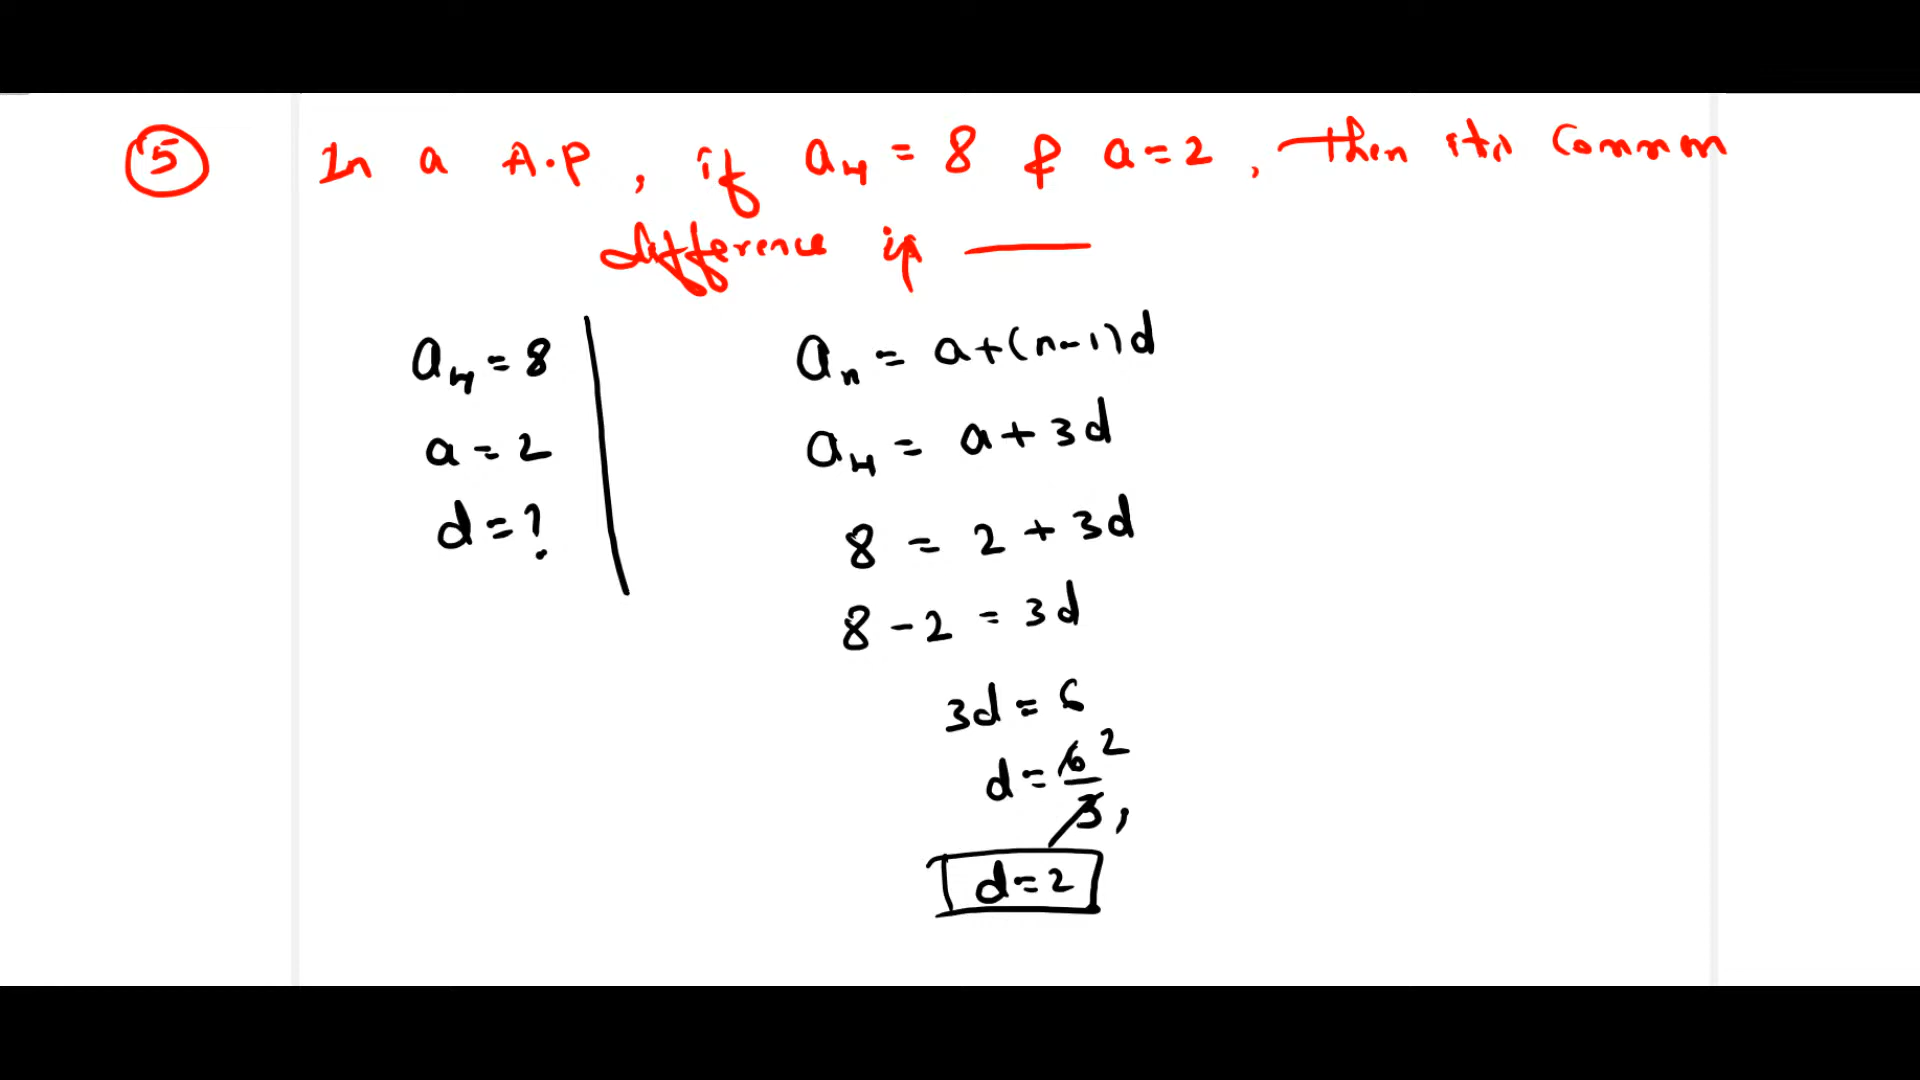 5 In a A.P, if a₄ = 8 & a=2, then its common
difference is ———
a₄ = 8
a = 2
d = ?
aₙ = a+(n-1)d
a₄ = a+3d
8 = 2 + 3d
8 - 2 = 3d
3d = 6
d = 6/3 2,
d=2